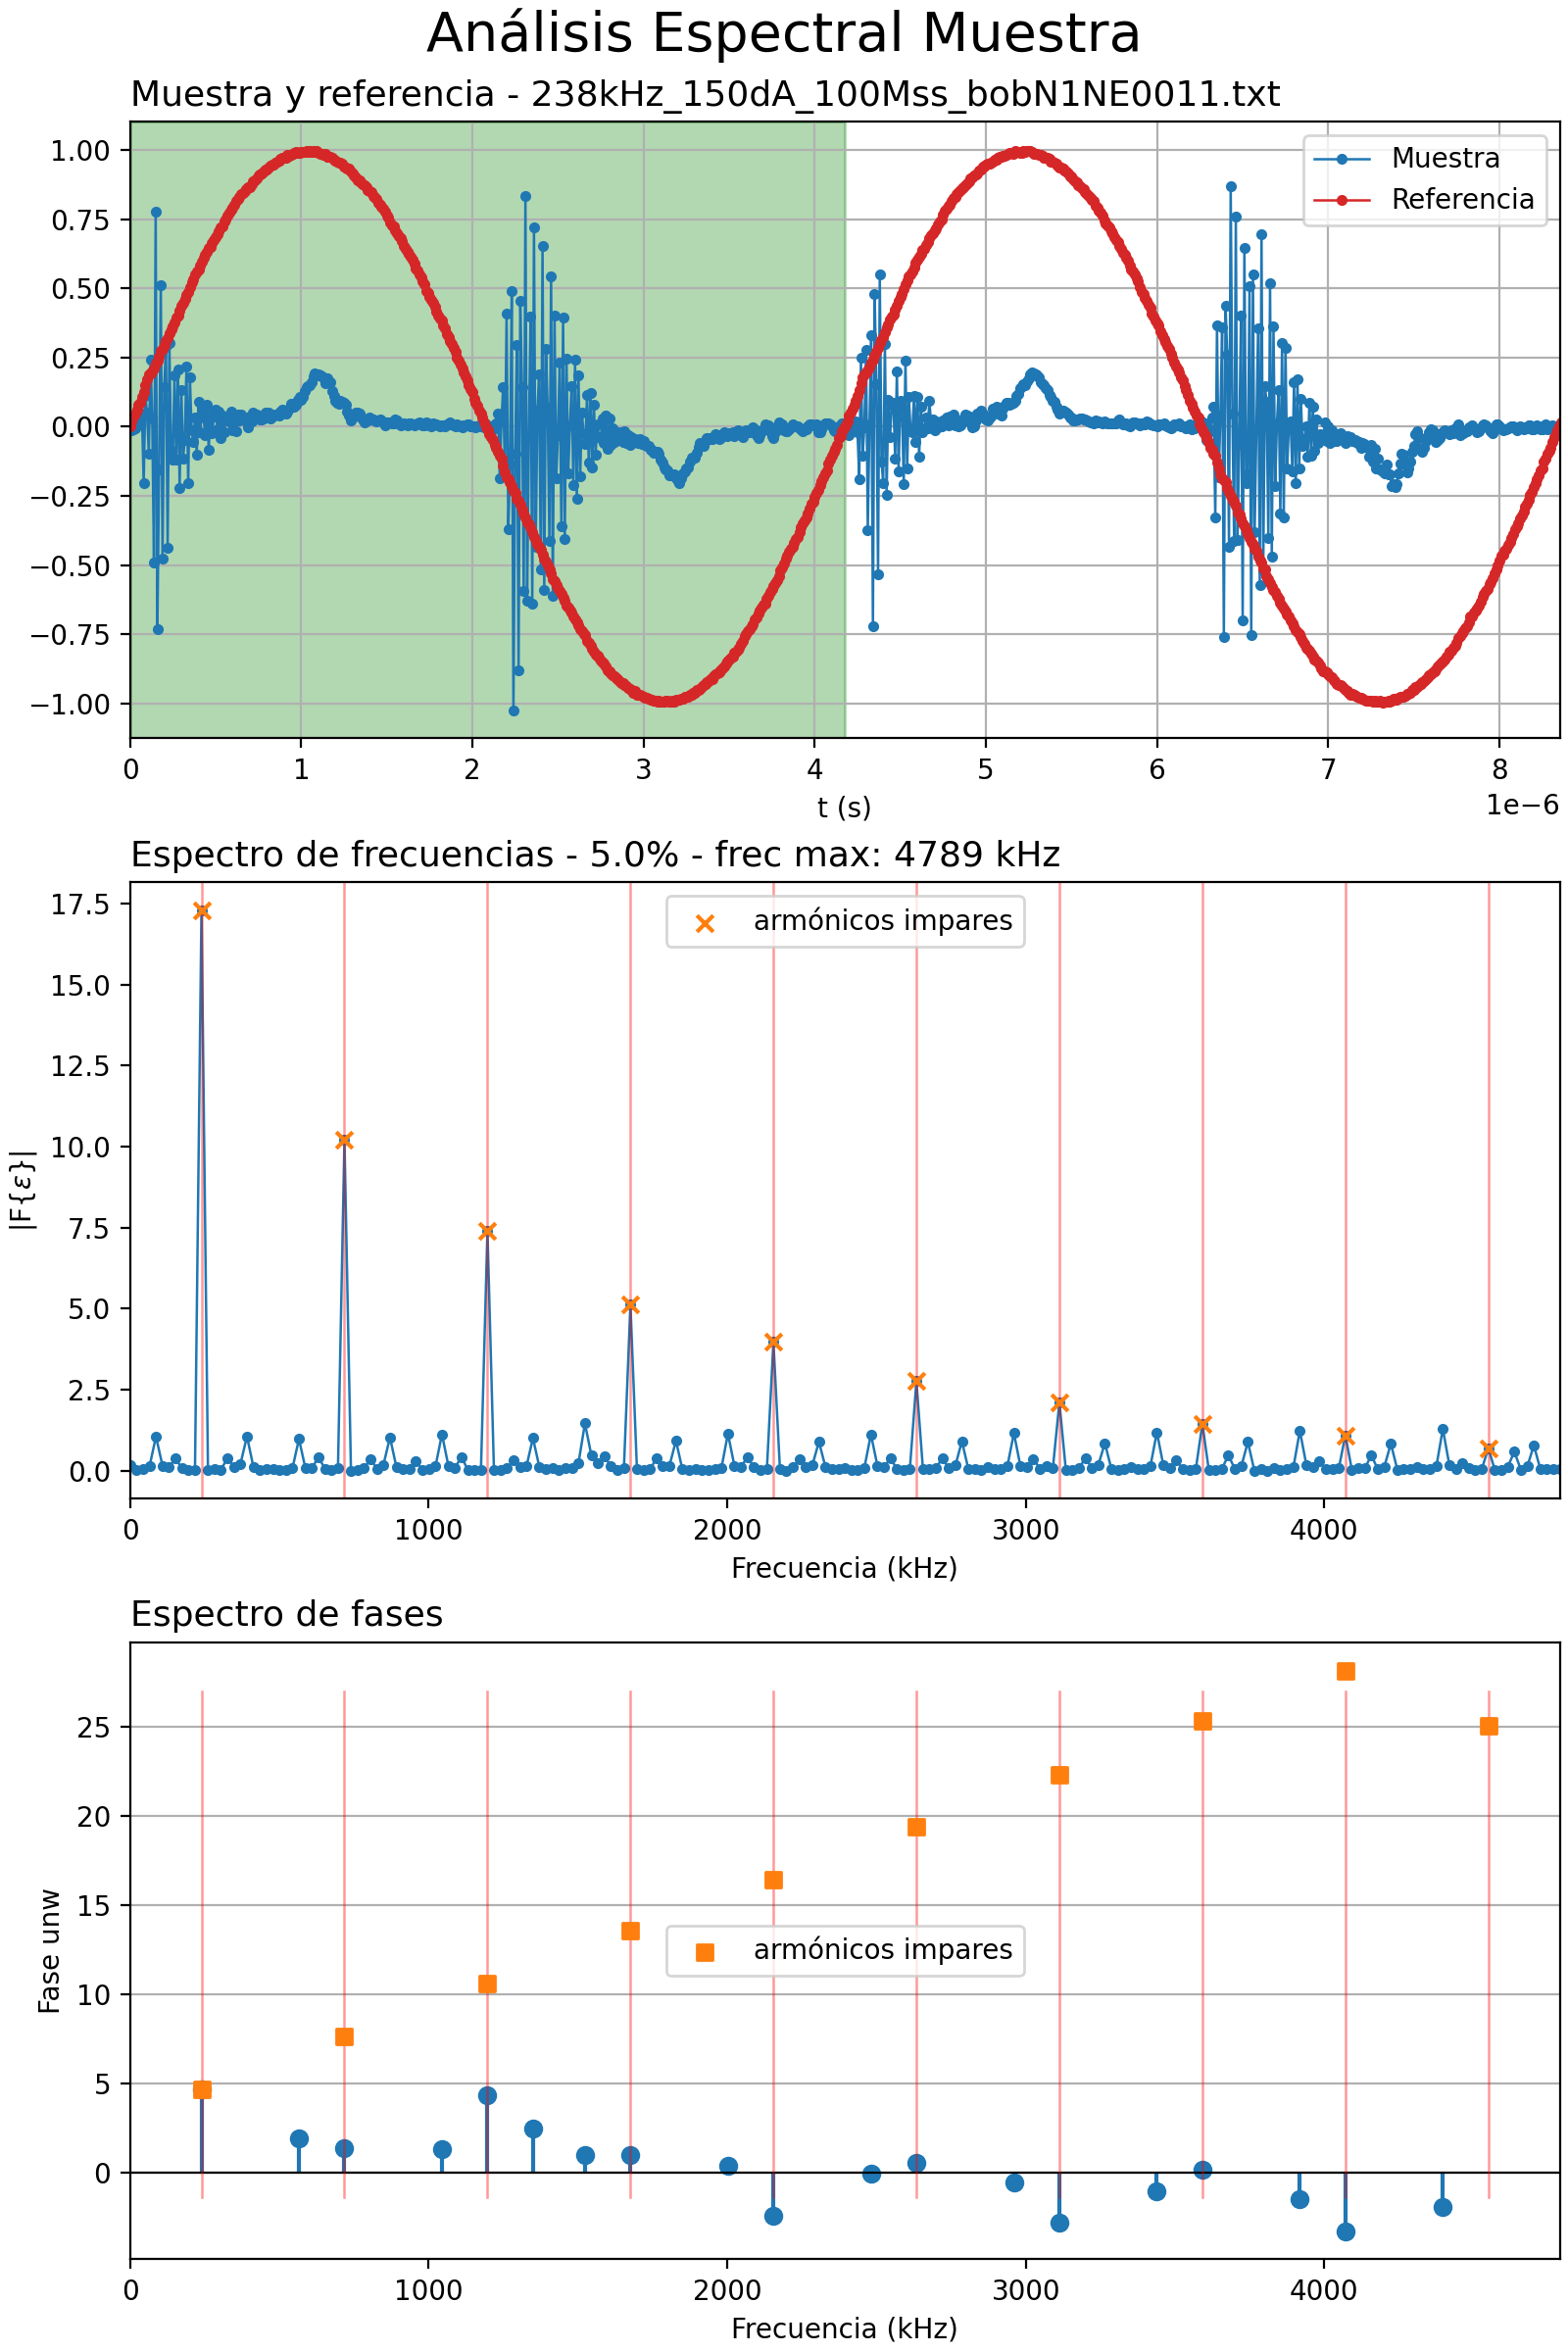 Análisis Espectral Muestra
Muestra y referencia - 238kHz_150dA_100Mss_bobN1NE0011.txt
1.00
0.75
0.50
0.25
0.00
−0.25
−0.50
−0.75
−1.00
Muestra
Referencia
0 1 2 3 4 5 6 7 8
t (s)
1e−6
Espectro de frecuencias - 5.0% - frec max: 4789 kHz
17.5
15.0
12.5
10.0
7.5
5.0
2.5
0.0
|F{ε}|
armónicos impares
0 1000 2000 3000 4000
Frecuencia (kHz)
Espectro de fases
25
20
15
10
5
0
Fase unw
armónicos impares
0 1000 2000 3000 4000
Frecuencia (kHz)